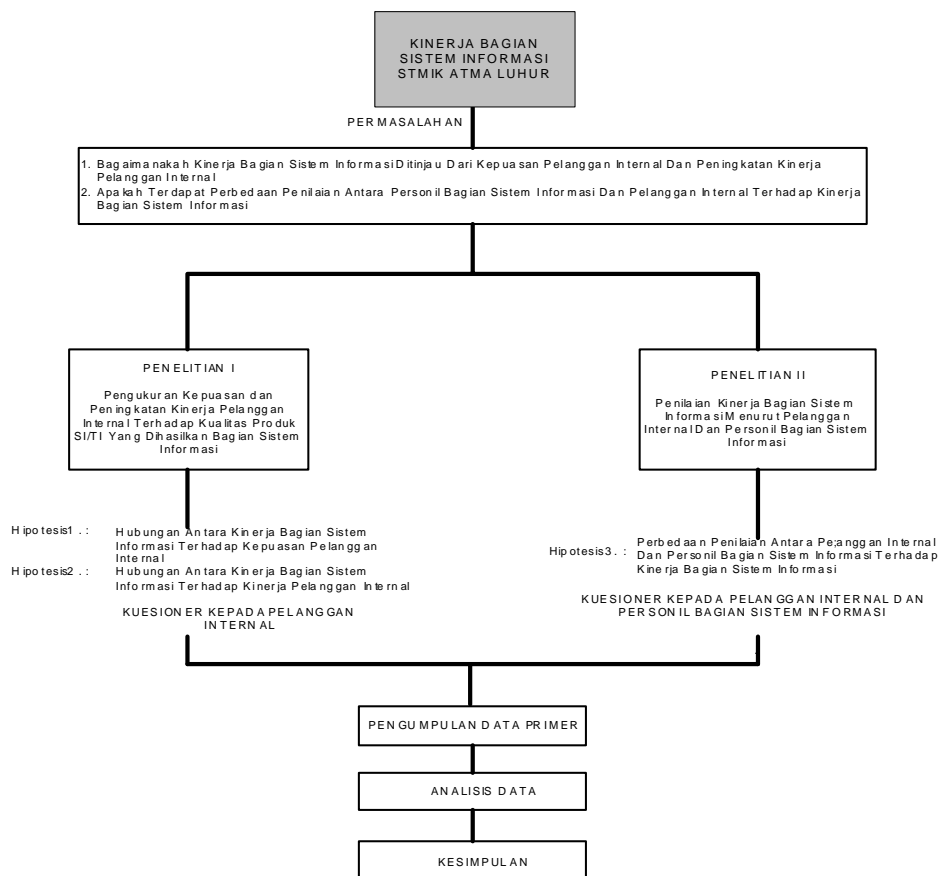 KINERJA BAGIAN
SISTEM INFORMASI
STMIK ATMA LUHUR
PERMASALAHAN
1. Bagaimanakah Kinerja Bagian Sistem Informasi Ditinjau Dari Kepuasan Pelanggan Internal Dan Peningkatan Kinerja
Pelanggan Internal
2. Apakah Terdapat Perbedaan Penilaian Antara Personil Bagian Sistem Informasi Dan Pelanggan Internal Terhadap Kinerja
Bagian Sistem Informasi
PENELITIAN I
Pengukuran Kepuasan dan
Peningkatan Kinerja Pelanggan
Internal Terhadap Kualitas Produk
SI/TI Yang Dihasilkan Bagian Sistem
Informasi
PENELITIAN II
Penilaian Kinerja Bagian Sistem
Informasi Menurut Pelanggan
Internal Dan Personil Bagian Sistem
Informasi
Hipotesis1 . : Hubungan Antara Kinerja Bagian Sistem
Informasi Terhadap Kepuasan Pelanggan
Internal
Hipotesis2 . : Hubungan Antara Kinerja Bagian Sistem
Informasi Terhadap Kinerja Pelanggan Internal
KUESIONER KEPADA PELANGGAN
INTERNAL
Hipotesis3 . : Perbedaan Penilaian Antara Pe;anggan Internal
Dan Personil Bagian Sistem Informasi Terhadap
Kinerja Bagian Sistem Informasi
KUESIONER KEPADA PELANGGAN INTERNAL DAN
PERSONIL BAGIAN SISTEM INFORMASI
PENGUMPULAN DATA PRIMER
ANALISIS DATA
KESIMPULAN